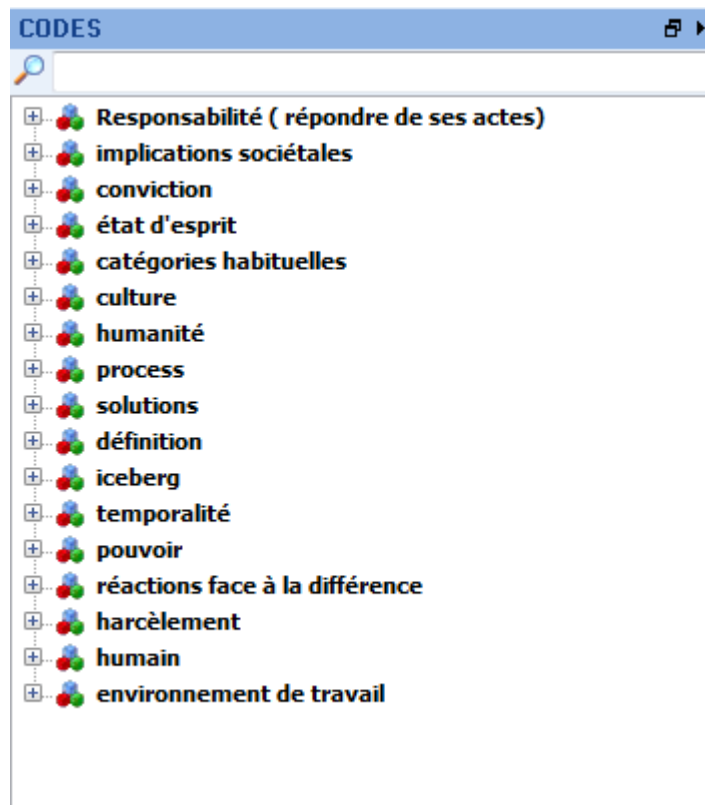 CODES
Responsabilité ( répondre de ses actes)
implications sociétales
conviction
état d'esprit
catégories habituelles
culture
humanité
process
solutions
définition
iceberg
temporalité
pouvoir
réactions face à la différence
harcèlement
humain
environnement de travail